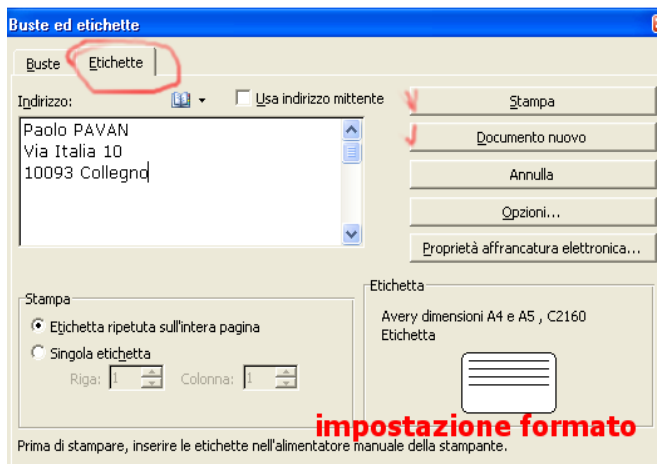 Buste ed etichette
Buste
Etichette
Indirizzo:
Usa indirizzo mittente
Paolo PAVAN
Via Italia 10
10093 Collegno
Stampa
Documento nuovo
Annulla
Opzioni...
Proprietà affrancatura elettronica...
Stampa
Etichetta ripetuta sull'intera pagina
Singola etichetta
Riga: 1 Colonna: 1
Etichetta
Avery dimensioni A4 e A5 , C2160
Etichetta
impostazione formato
Prima di stampare, inserire le etichette nell'alimentatore manuale della stampante.